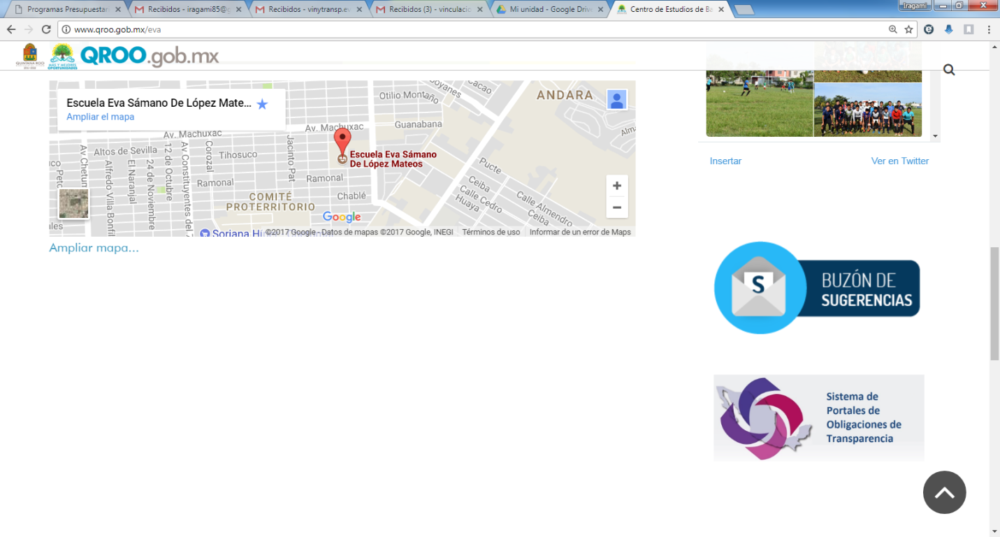 Programas Presupuestar
Recibidos - iragami85@g
Recibidos - vinytransp.ev
Recibidos (3) - vinculacio
Mi unidad - Google Drive
Centro de Estudios de Ba
Iragami
www.qroo.gob.mx/eva
QUINTANA ROO
MÁS Y MEJORES
OPORTUNIDADES
QROO.gob.mx
Escuela Eva Sámano De López Mate...
Ampliar el mapa
Otilio Montaño
Cacao
ANDARA
Av. Machuxac
Av. Machuxac
Guanabana
Altos de Sevilla
Av Chetum
Alfredo Villa Bonfil
El Naranjal
24 de Noviembre
12 de Octubre
Av Constituyentes del
Corozal
Tihosuco
Jacinto Pat
Escuela Eva Sámano
De López Mateos
Ramonal
Ramonal
COMITÉ
PROTERRITORIO
Chablé
Pucte
Ceiba
Calle Cedro
Huaya
Calle Almendro
Ceiba
Google
Soriana
©2017 Google - Datos de mapas ©2017 Google, INEGI
Términos de uso
Informar de un error de Maps
Ampliar mapa...
Insertar
Ver en Twitter
S
BUZÓN DE
SUGERENCIAS
Sistema de
Portales de
Obligaciones de
Transparencia